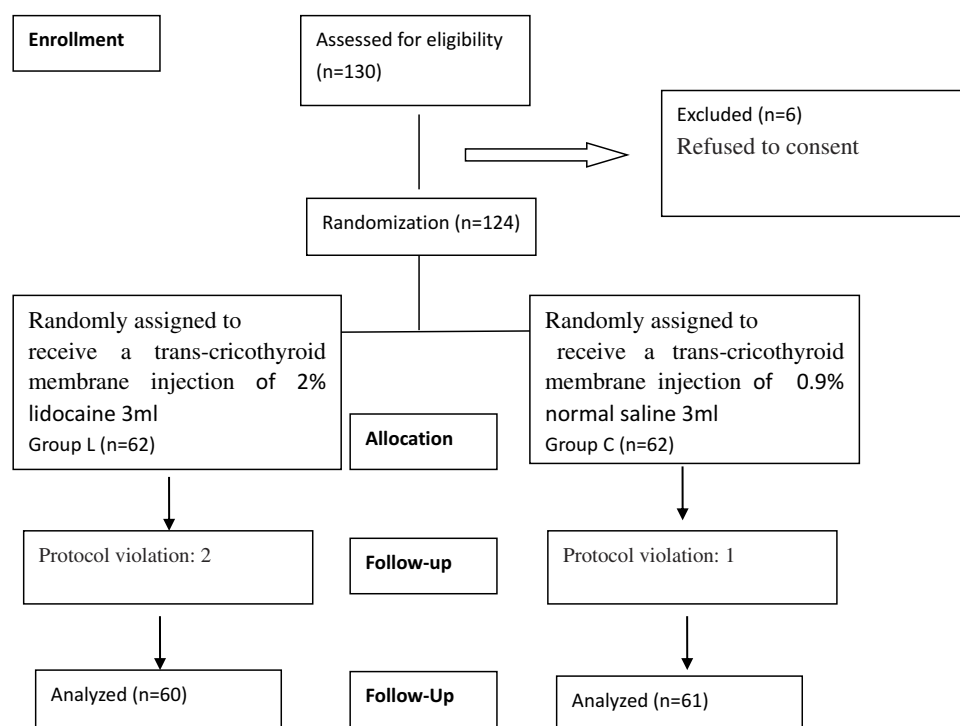 Enrollment
Assessed for eligibility
(n=130)
Excluded (n=6)
Refused to consent
Randomization (n=124)
Randomly assigned to
receive a trans-cricothyroid
membrane injection of 2%
lidocaine 3ml
Group L (n=62)
Randomly assigned to
receive a trans-cricothyroid
membrane injection of 0.9%
normal saline 3ml
Group C (n=62)
Allocation
Protocol violation: 2
Follow-up
Protocol violation: 1
Analyzed (n=60)
Follow-Up
Analyzed (n=61)